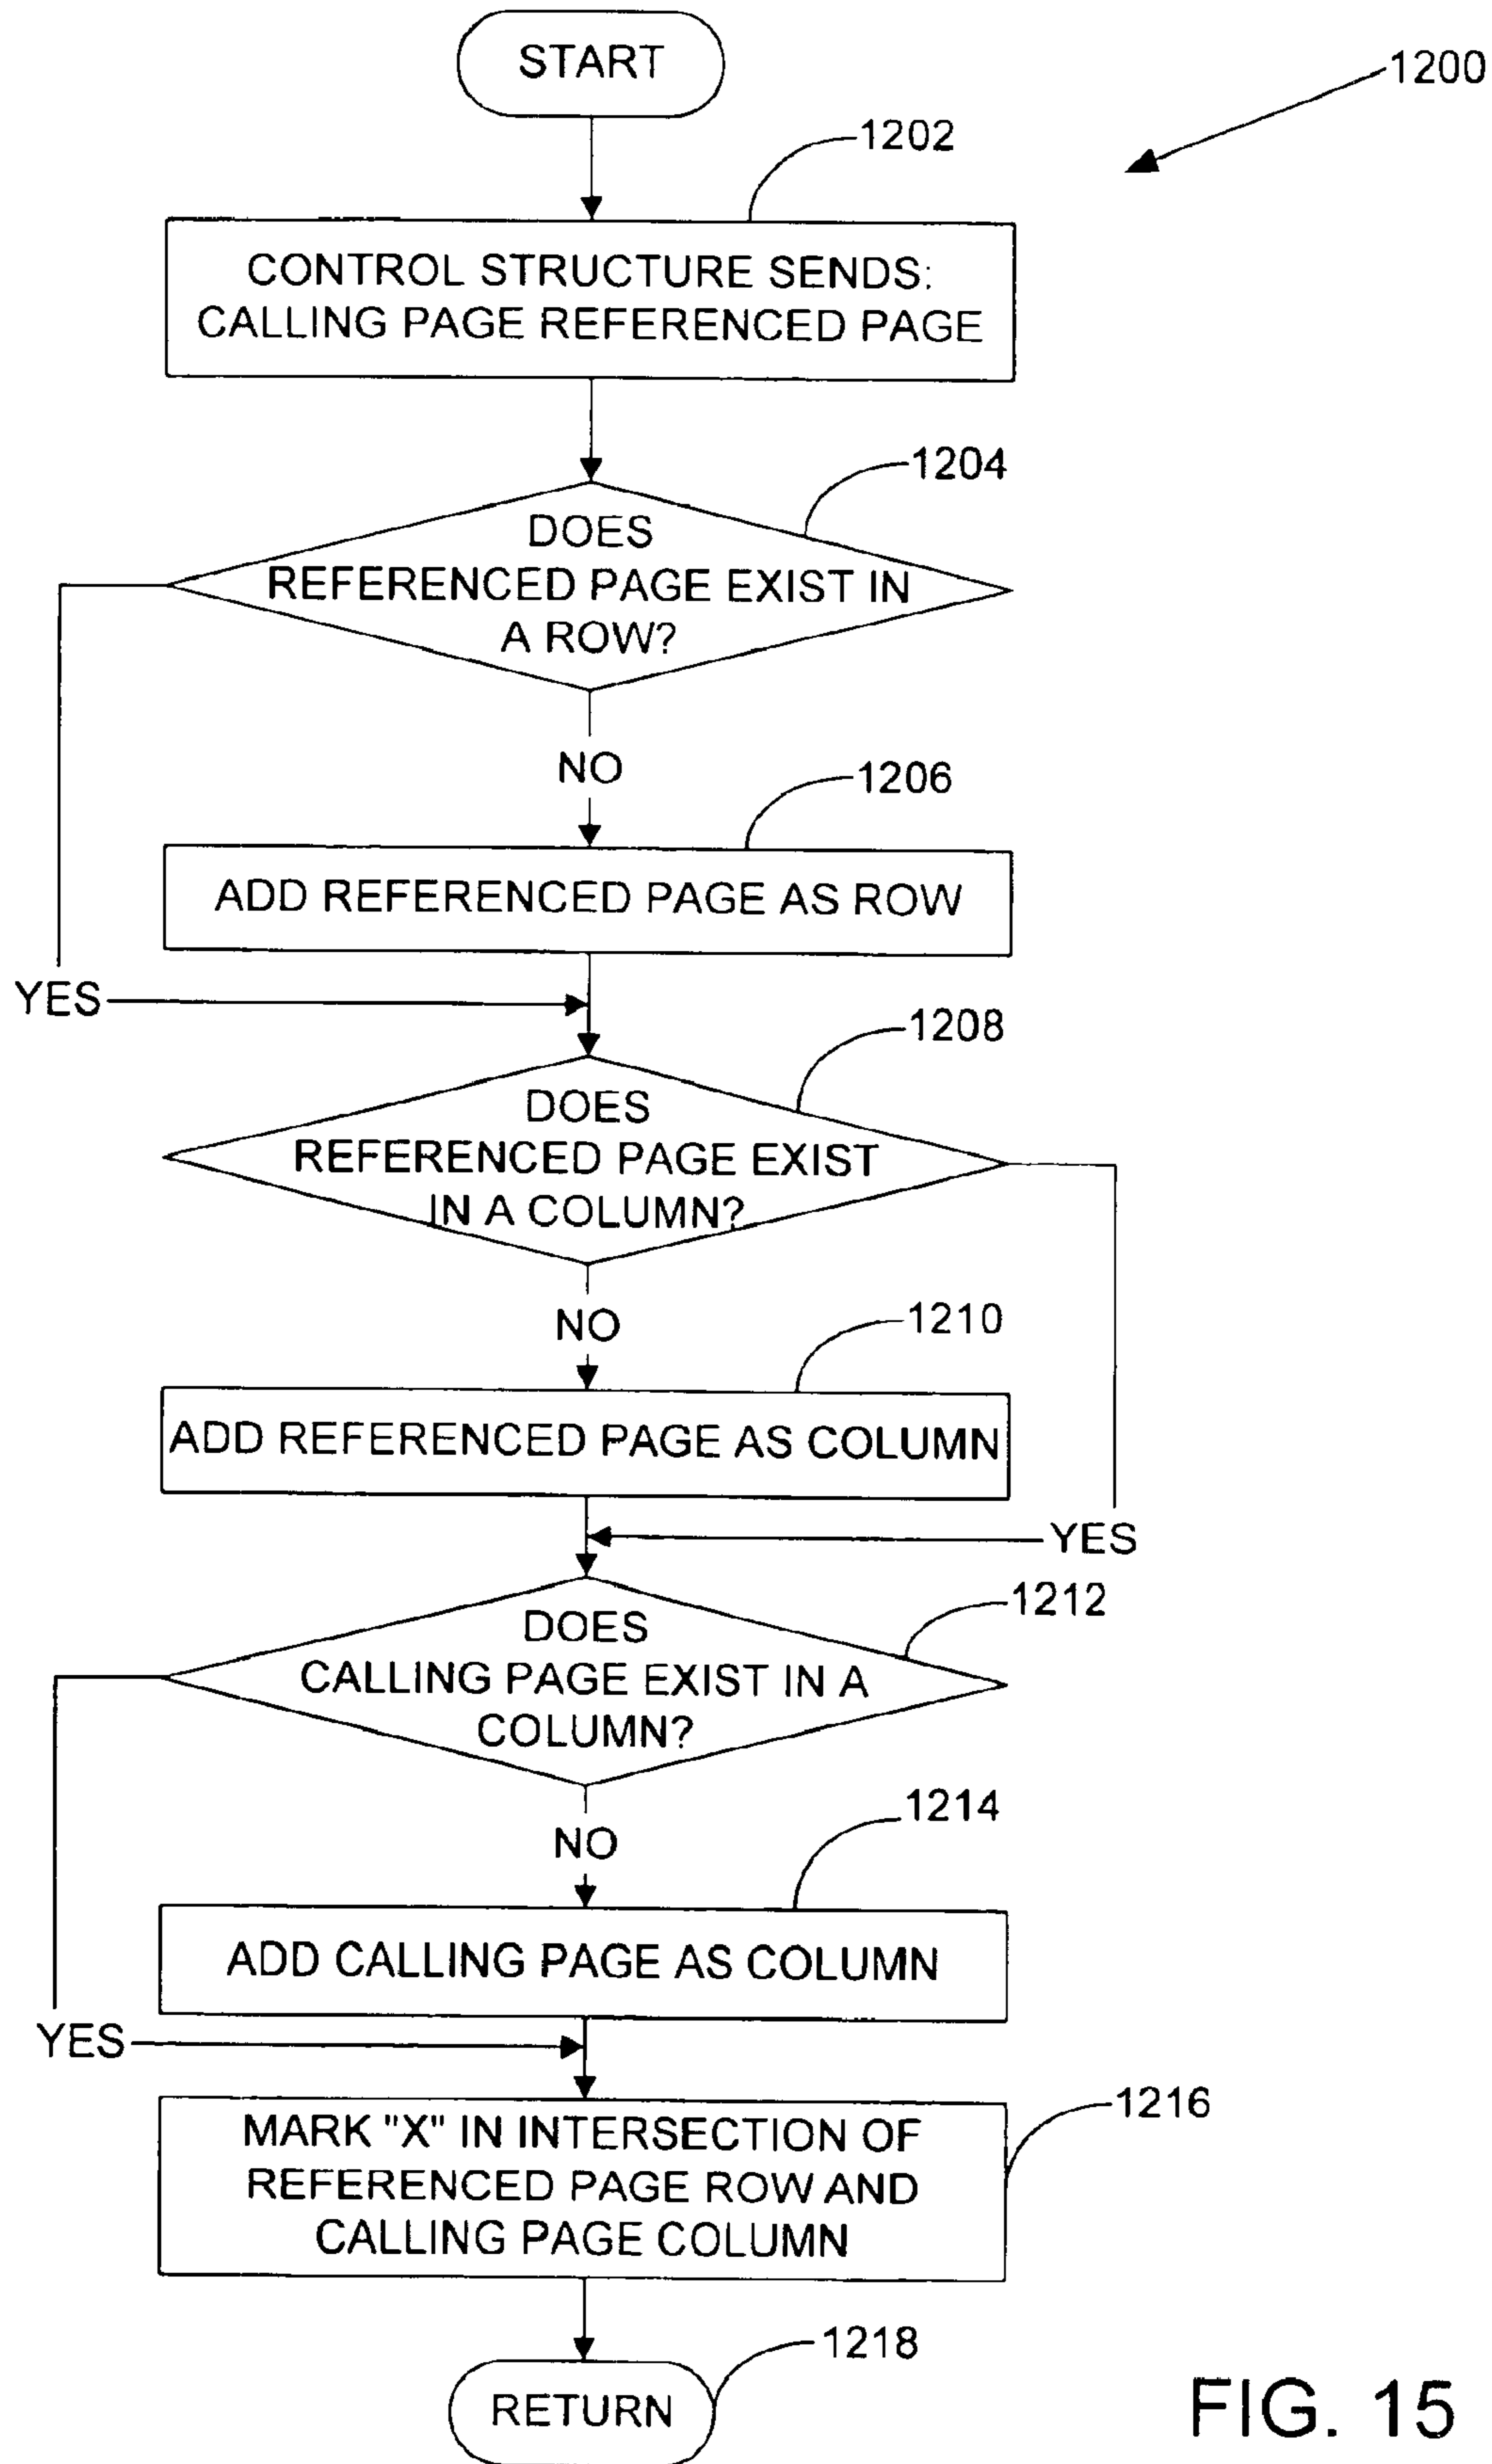 START
1200
1202
CONTROL STRUCTURE SENDS:
CALLING PAGE REFERENCED PAGE
1204
DOES
REFERENCED PAGE EXIST IN
A ROW?
NO
1206
ADD REFERENCED PAGE AS ROW
YES
1208
DOES
REFERENCED PAGE EXIST
IN A COLUMN?
NO
1210
ADD REFERENCED PAGE AS COLUMN
YES
1212
DOES
CALLING PAGE EXIST IN A
COLUMN?
1214
NO
ADD CALLING PAGE AS COLUMN
YES
1216
MARK "X" IN INTERSECTION OF
REFERENCED PAGE ROW AND
CALLING PAGE COLUMN
1218
RETURN
FIG. 15